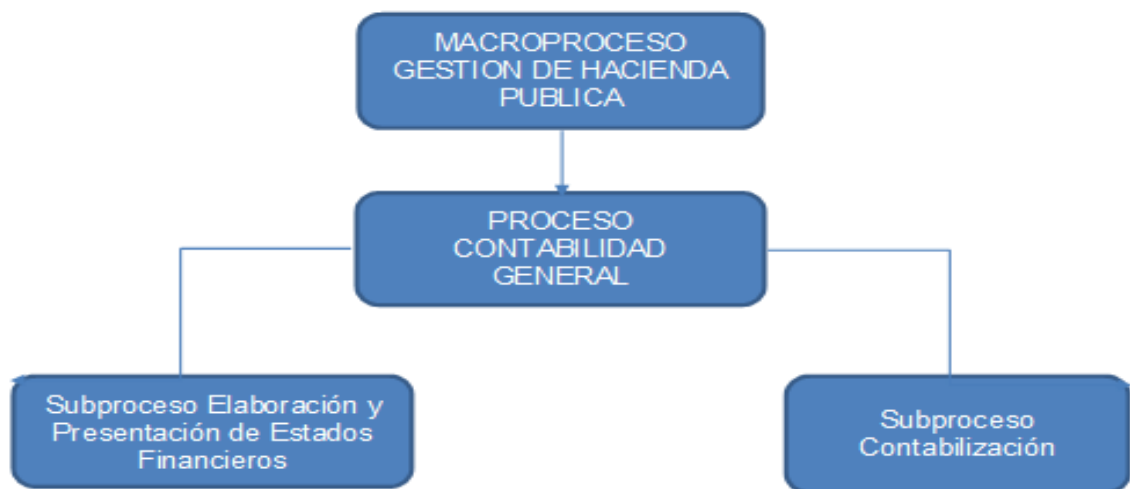 MACROPROCESO
GESTION DE HACIENDA
PUBLICA
PROCESO
CONTABILIDAD
GENERAL
Subproceso Elaboración y
Presentación de Estados
Financieros
Subproceso
Contabilización